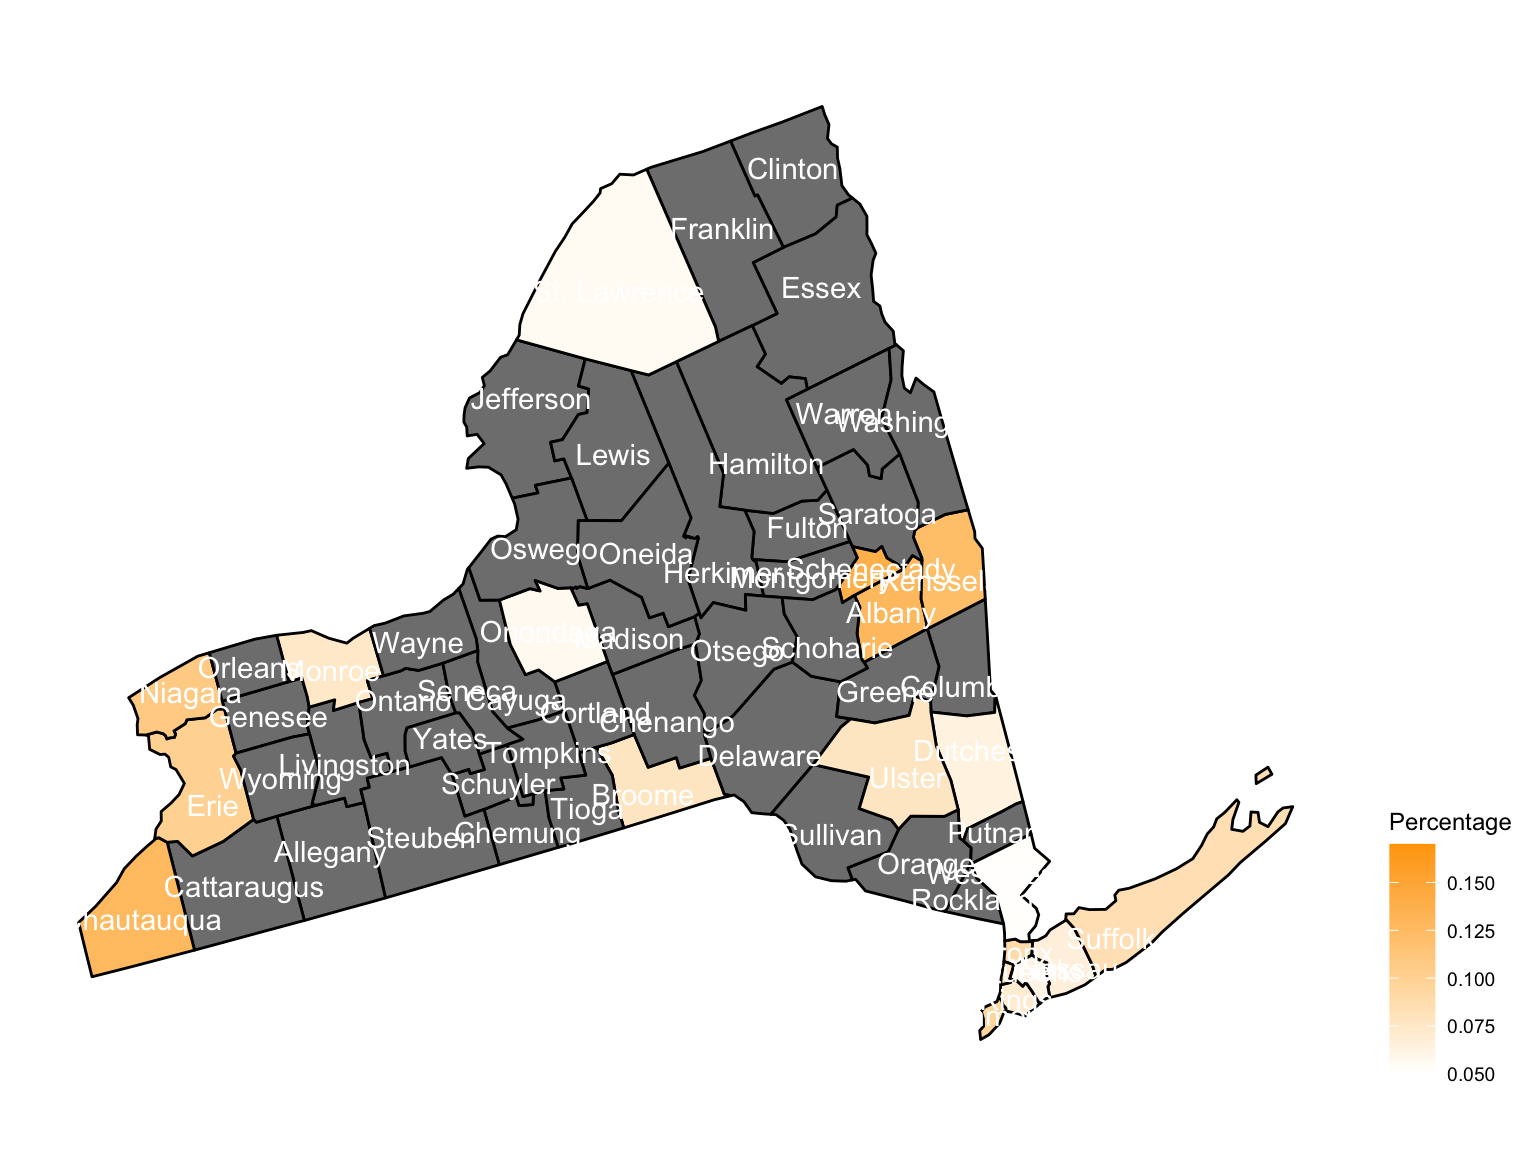 Clinton
Franklin
Essex
St. Lawrence
Jefferson
Warren
Washing
Lewis
Hamilton
Saratoga
Fulton
Oswego
Oneida
Herkimer
Montgomery
Schenectady
Renssel
Albany
Onondaga
Madison
Wayne
Otsego
Schoharie
Orleans
Monroe
Niagara
Genesee
Ontario
Seneca
Cayuga
Cortland
Chenango
Greene
Columb
Yates
Tompkins
Delaware
Dutches
Livingston
Wyoming
Ulster
Schuyler
Broome
Erie
Tioga
Chemung
Steuben
Sullivan
Putnam
Allegany
Orange
Cattaraugus
Rockland
hautauqua
Suffolk
Nassau
Percentage
0.150
0.125
0.100
0.075
0.050